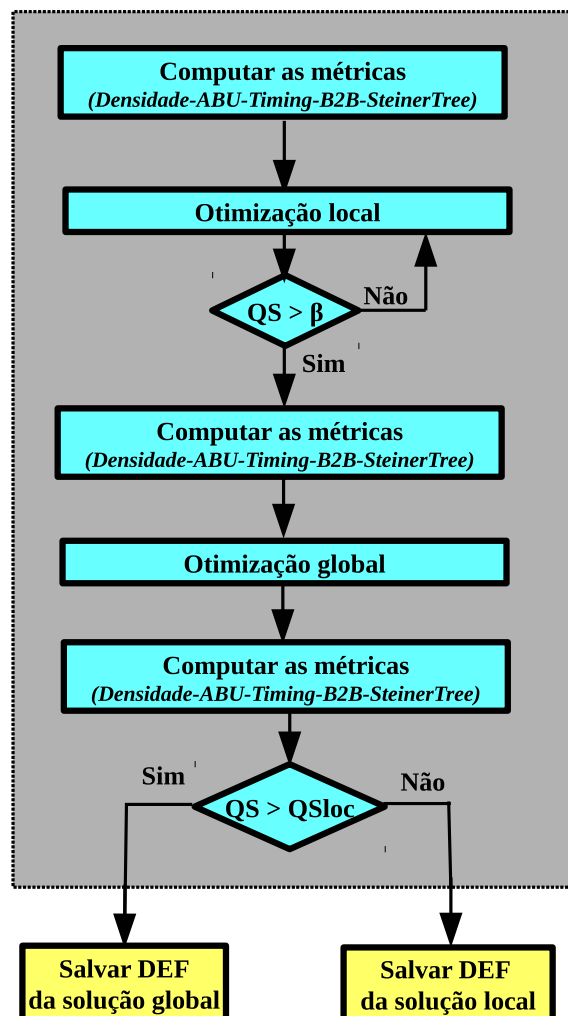 Computar as métricas
(Densidade-ABU-Timing-B2B-SteinerTree)
Otimização local
QS > β
Não
Sim
Computar as métricas
(Densidade-ABU-Timing-B2B-SteinerTree)
Otimização global
Computar as métricas
(Densidade-ABU-Timing-B2B-SteinerTree)
Sim
QS > QSloc
Não
Salvar DEF
da solução global
Salvar DEF
da solução local